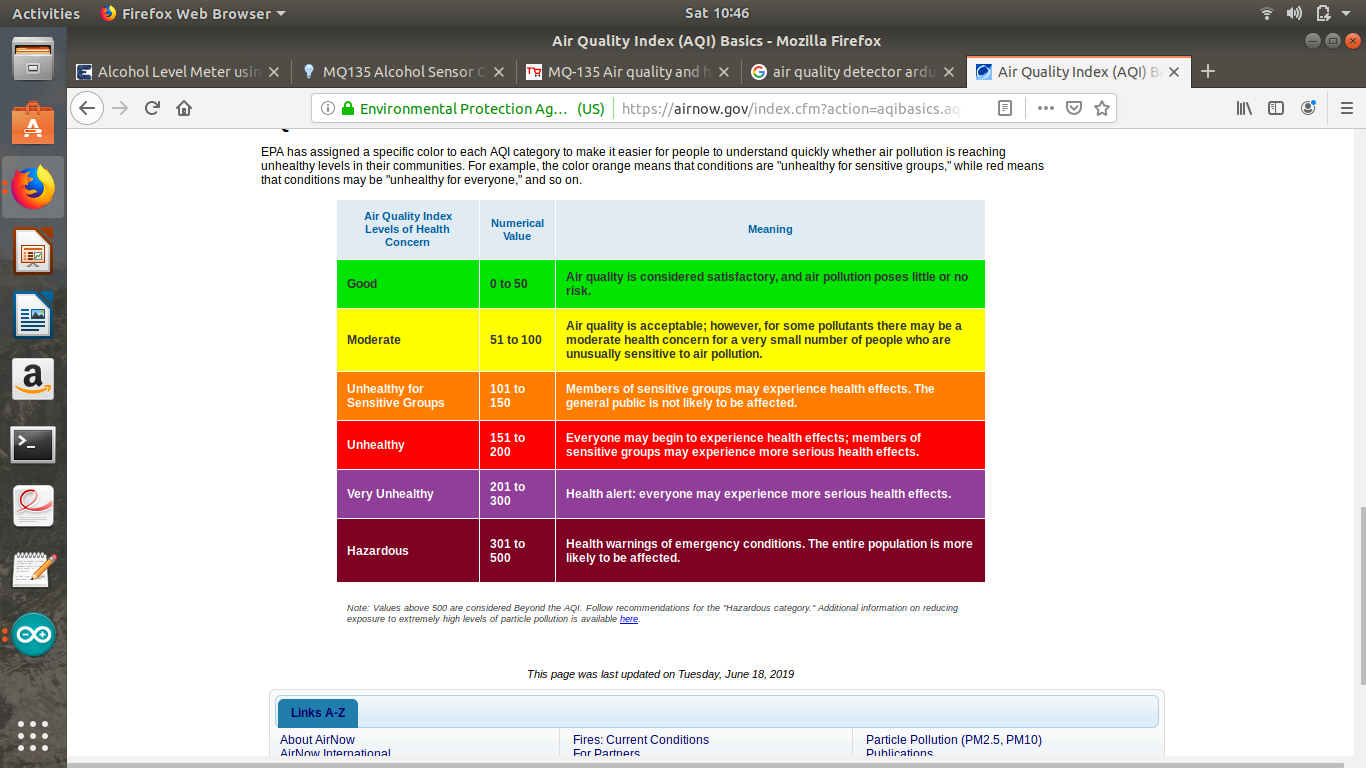 Activities
Firefox Web Browser
Sat 10:46
Air Quality Index (AQI) Basics - Mozilla Firefox
Alcohol Level Meter usin
MQ135 Alcohol Sensor C
MQ-135 Air quality and h
air quality detector ardu
Air Quality Index (AQI) Ba
Environmental Protection Ag… (US)
https://airnow.gov/index.cfm?action=aqibasics.aq
EPA has assigned a specific color to each AQI category to make it easier for people to understand quickly whether air pollution is reaching
unhealthy levels in their communities. For example, the color orange means that conditions are "unhealthy for sensitive groups," while red means
that conditions may be "unhealthy for everyone," and so on.
Air Quality Index
Levels of Health
Concern
Numerical
Value
Meaning
Good
0 to 50
Air quality is considered satisfactory, and air pollution poses little or no
risk.
Moderate
51 to 100
Air quality is acceptable; however, for some pollutants there may be a
moderate health concern for a very small number of people who are
unusually sensitive to air pollution.
Unhealthy for
Sensitive Groups
101 to
150
Members of sensitive groups may experience health effects. The
general public is not likely to be affected.
Unhealthy
151 to
200
Everyone may begin to experience health effects; members of
sensitive groups may experience more serious health effects.
Very Unhealthy
201 to
300
Health alert: everyone may experience more serious health effects.
Hazardous
301 to
500
Health warnings of emergency conditions. The entire population is more
likely to be affected.
Note: Values above 500 are considered Beyond the AQI. Follow recommendations for the "Hazardous category." Additional information on reducing
exposure to extremely high levels of particle pollution is available here.
This page was last updated on Tuesday, June 18, 2019
Links A-Z
About AirNow
AirNow International
Fires: Current Conditions
For Partners
Particle Pollution (PM2.5, PM10)
Publications